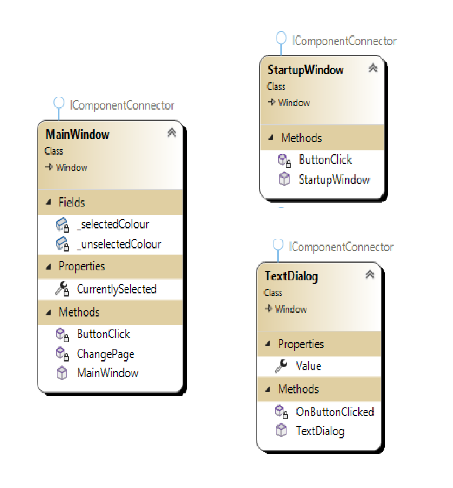 IComponentConnector
MainWindow
Class
Window
Fields
_selectedColour
_unselectedColour
Properties
CurrentlySelected
Methods
ButtonClick
ChangePage
MainWindow
IComponentConnector
StartupWindow
Class
Window
Methods
ButtonClick
StartupWindow
IComponentConnector
TextDialog
Class
Window
Properties
Value
Methods
OnButtonClicked
TextDialog